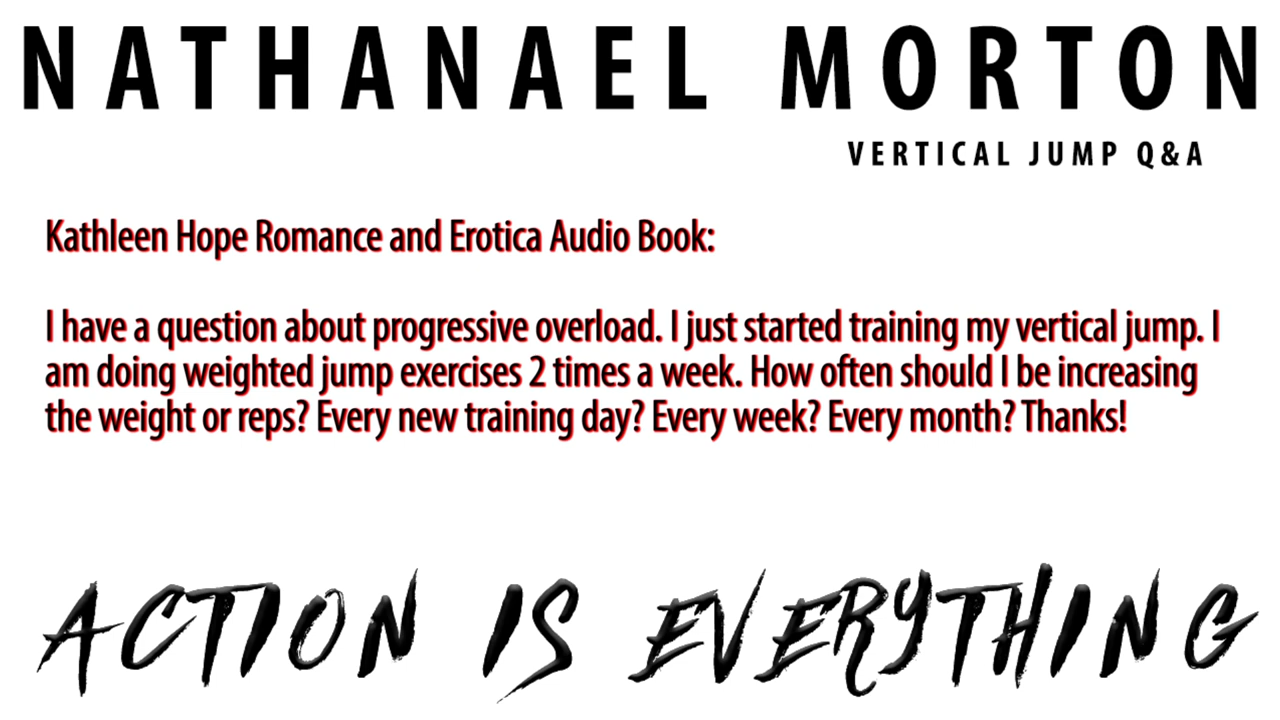 NATHANAEL MORTON
VERTICAL JUMP Q&A
Kathleen Hope Romance and Erotica Audio Book:
I have a question about progressive overload. I just started training my vertical jump. I
am doing weighted jump exercises 2 times a week. How often should I be increasing
the weight or reps? Every new training day? Every week? Every month? Thanks!
ACTION IS EVERYTHING